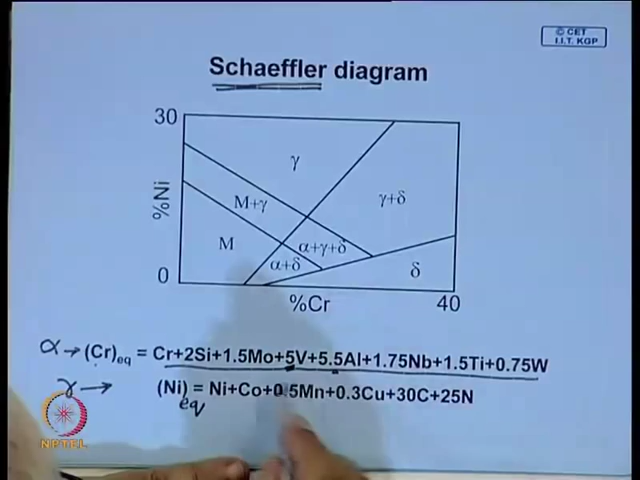 © CET
I.I.T. KGP
Schaeffler diagram
30
γ
%Ni
M+γ
γ+δ
M
α+γ+δ
α+δ
δ
0
%Cr
40
α→ (Cr)eq = Cr+2Si+1.5Mo+5V+5.5Al+1.75Nb+1.5Ti+0.75W
γ→ (Ni) = Ni+Co+0.5Mn+0.3Cu+30C+25N
eq
NPTEL